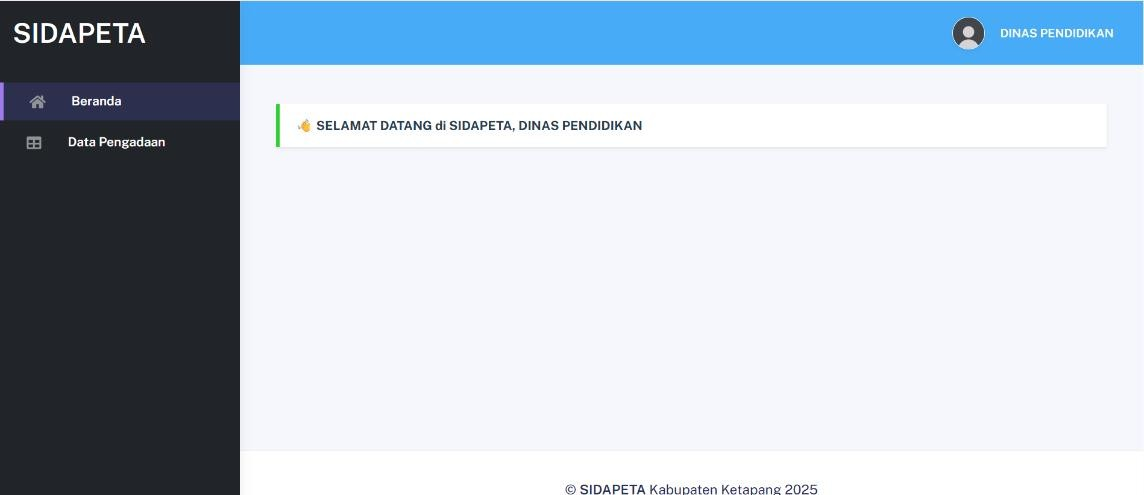 SIDAPETA
DINAS PENDIDIKAN
Beranda
Data Pengadaan
👋 SELAMAT DATANG di SIDAPETA, DINAS PENDIDIKAN
© SIDAPETA Kabupaten Ketapang 2025